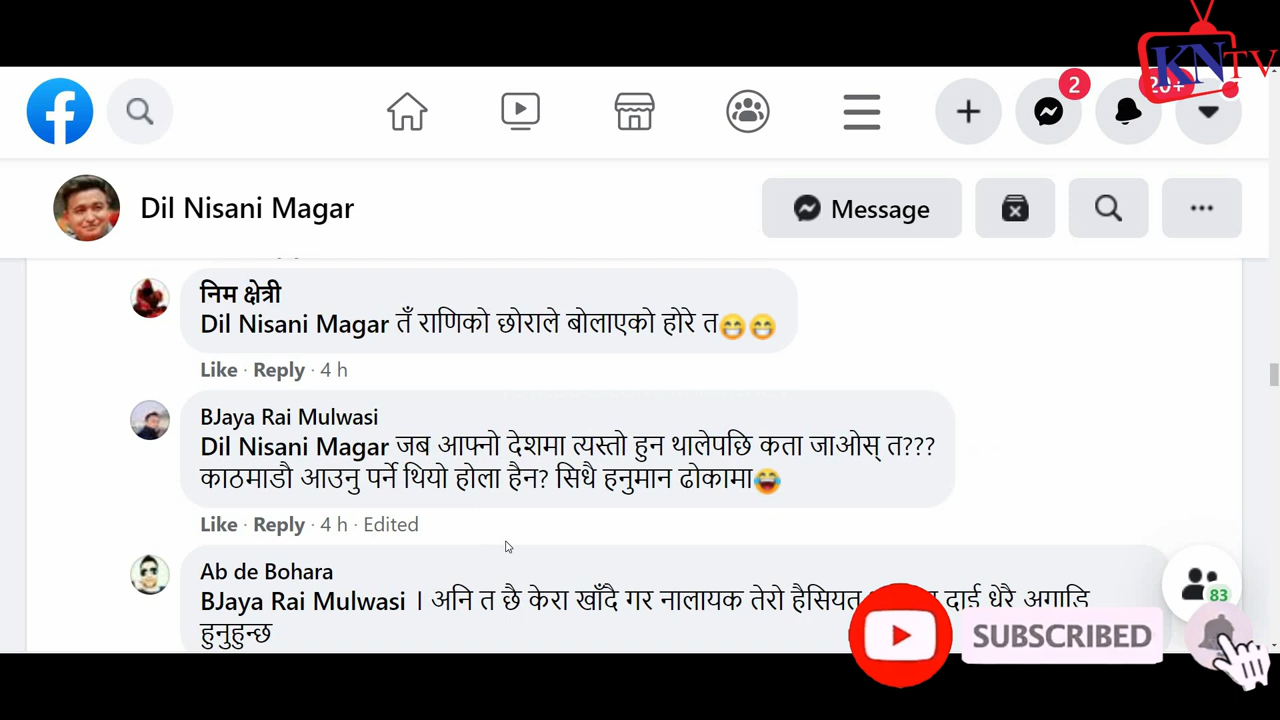 KNTV
2
20+
Dil Nisani Magar
Message
निम क्षेत्री
Dil Nisani Magar तँ राणिको छोराले बोलाएको होरे त😁😁
Like · Reply · 4 h
BJaya Rai Mulwasi
Dil Nisani Magar जब आफ्नो देशमा त्यस्तो हुन थालेपछि कता जाओस् त???
काठमाडौ आउनु पर्ने थियो होला हैन? सिधै हनुमान ढोकामा😂
Like · Reply · 4 h · Edited
Ab de Bohara
BJaya Rai Mulwasi । अनि त छै केरा खाँदै गर नालायक तेरो हैसियत दाई धेरै अगाडि
हुनुहुन्छ
83
SUBSCRIBED